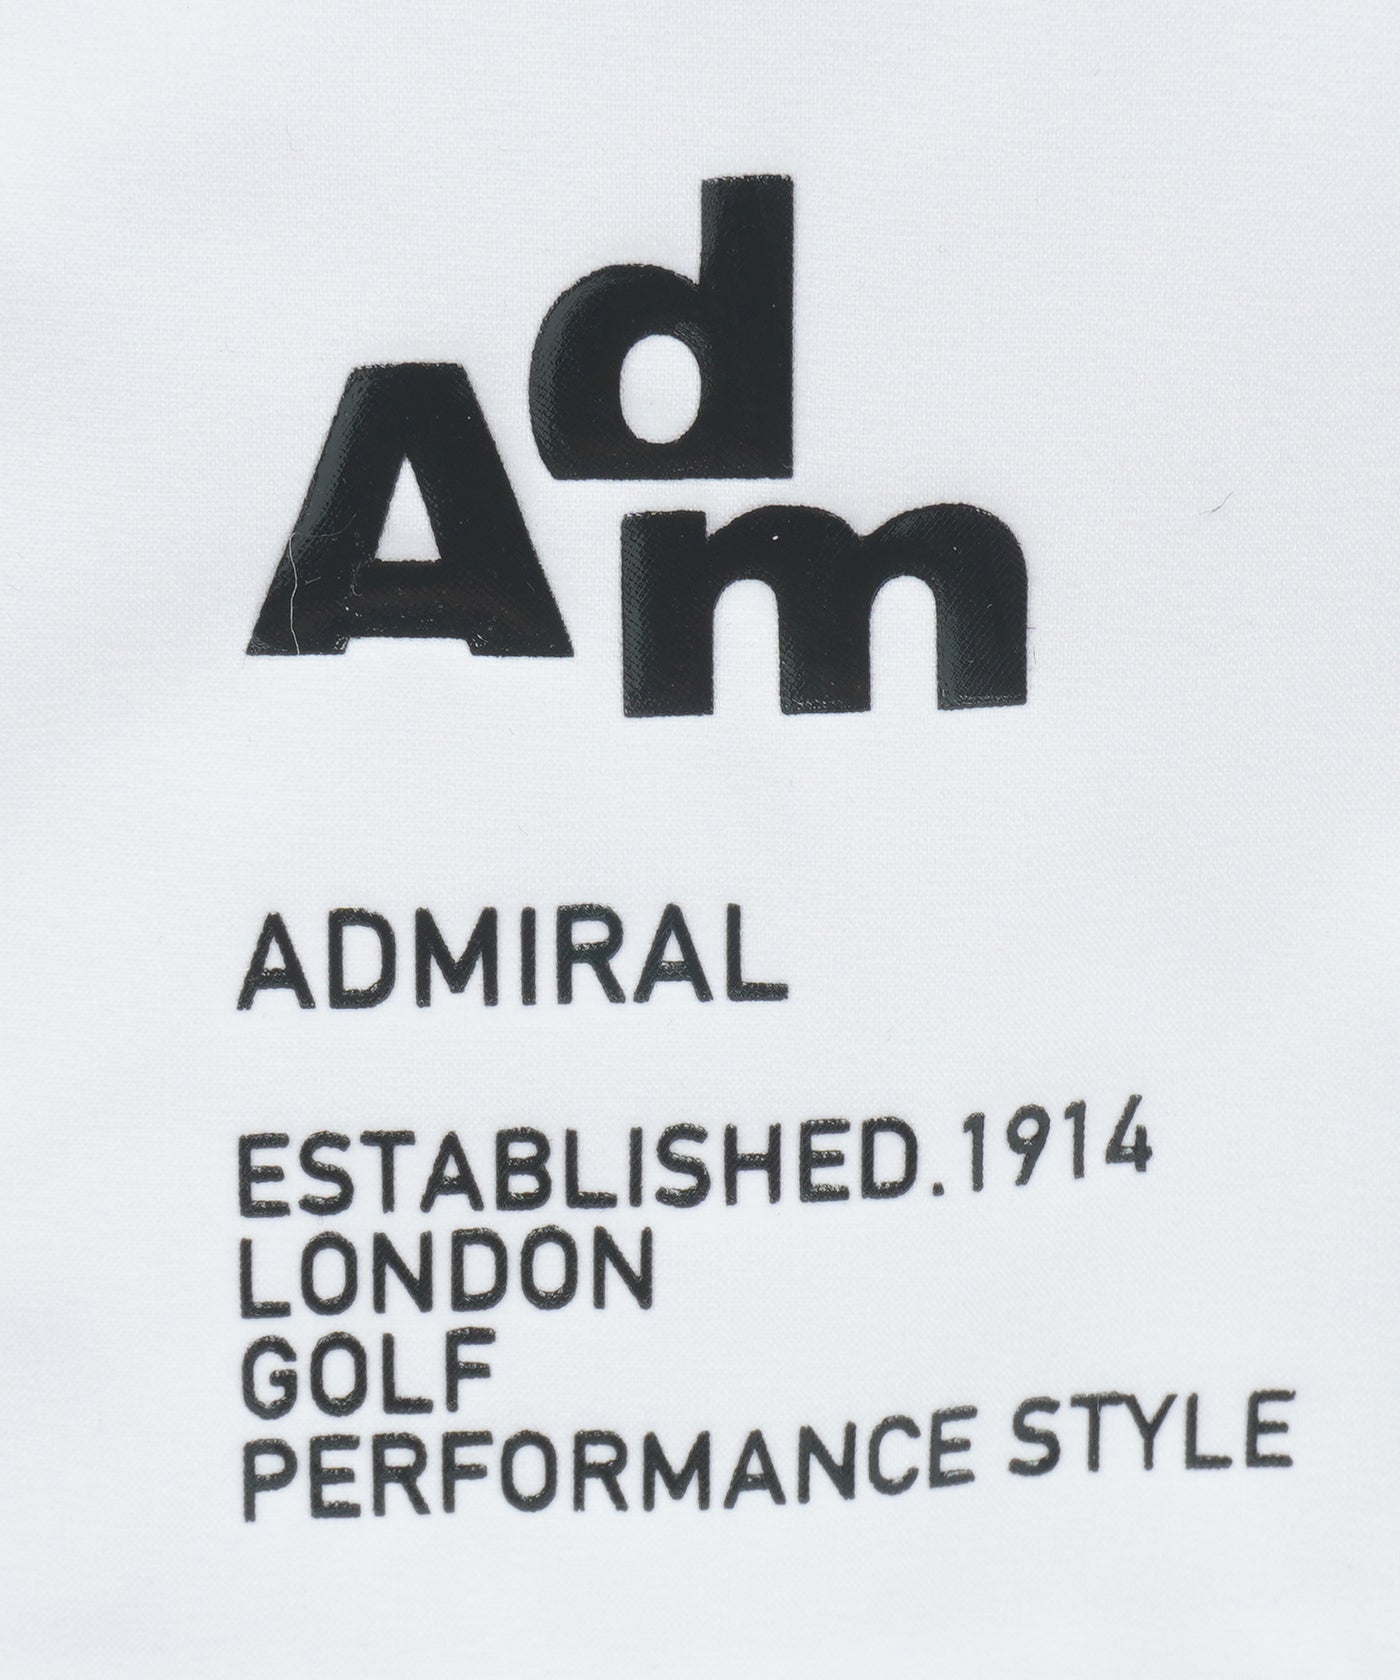 Adm
ADMIRAL
ESTABLISHED.1914
LONDON
GOLF
PERFORMANCE STYLE